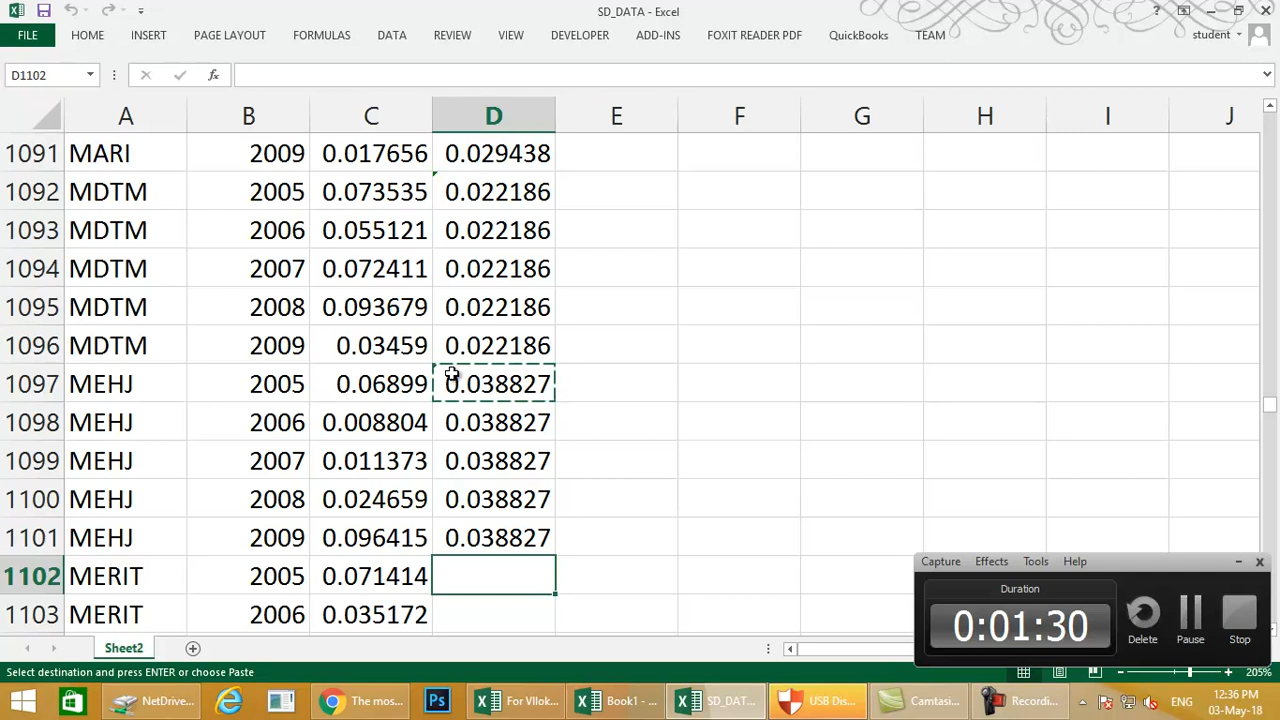 SD_DATA - Excel
FILE HOME INSERT PAGE LAYOUT FORMULAS DATA REVIEW VIEW DEVELOPER ADD-INS FOXIT READER PDF QuickBooks TEAM student
D1102 fx
A B C D E F G H I J
1091 MARI 2009 0.017656 0.029438
1092 MDTM 2005 0.073535 0.022186
1093 MDTM 2006 0.055121 0.022186
1094 MDTM 2007 0.072411 0.022186
1095 MDTM 2008 0.093679 0.022186
1096 MDTM 2009 0.03459 0.022186
1097 MEHJ 2005 0.06899 0.038827
1098 MEHJ 2006 0.008804 0.038827
1099 MEHJ 2007 0.011373 0.038827
1100 MEHJ 2008 0.024659 0.038827
1101 MEHJ 2009 0.096415 0.038827
1102 MERIT 2005 0.071414
1103 MERIT 2006 0.035172
Capture Effects Tools Help
Duration
0:01:30
Delete Pause Stop
Sheet2
Select destination and press ENTER or choose Paste 205%
NetDrive... The mos... Ps For Vllok... Book1 - ... SD_DAT... USB Dis... Camtasi... Recordi... ENG 12:36 PM
03-May-18